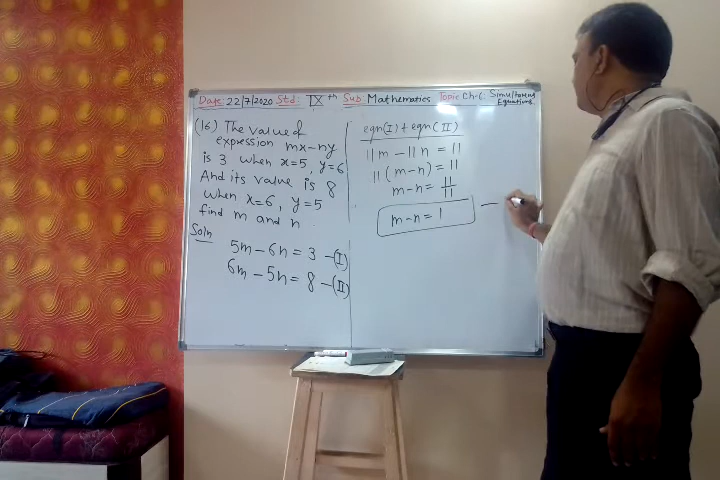 Date: 22/7/2020 Std: IXth Sub: Mathematics Topic Ch-6: Simultaneous Equations
(16) The value of
expression mx-ny
is 3 when x=5, y=6
And its value is 8
when x=6, y=5
find m and n.
Soln
5m-6n=3-(I)
6m-5n=8-(II)
eqn(I)+eqn(II)
11m-11n=11
11(m-n)=11
m-n=11/11
m-n=1 -